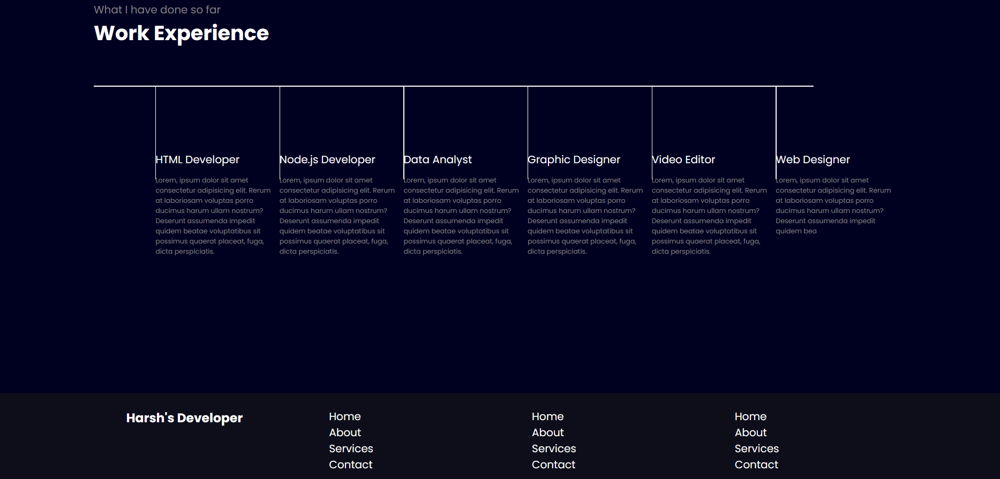 What I have done so far
Work Experience
HTML Developer
Lorem, ipsum dolor sit amet
consectetur adipisicing elit. Rerum
at laboriosam voluptas porro
ducimus harum ullam nostrum?
Deserunt assumenda impedit
quidem beatae voluptatibus sit
possimus quaerat placeat, fuga,
dicta perspiciatis.
Node.js Developer
Lorem, ipsum dolor sit amet
consectetur adipisicing elit. Rerum
at laboriosam voluptas porro
ducimus harum ullam nostrum?
Deserunt assumenda impedit
quidem beatae voluptatibus sit
possimus quaerat placeat, fuga,
dicta perspiciatis.
Data Analyst
Lorem, ipsum dolor sit amet
consectetur adipisicing elit. Rerum
at laboriosam voluptas porro
ducimus harum ullam nostrum?
Deserunt assumenda impedit
quidem beatae voluptatibus sit
possimus quaerat placeat, fuga,
dicta perspiciatis.
Graphic Designer
Lorem, ipsum dolor sit amet
consectetur adipisicing elit. Rerum
at laboriosam voluptas porro
ducimus harum ullam nostrum?
Deserunt assumenda impedit
quidem beatae voluptatibus sit
possimus quaerat placeat, fuga,
dicta perspiciatis.
Video Editor
Lorem, ipsum dolor sit amet
consectetur adipisicing elit. Rerum
at laboriosam voluptas porro
ducimus harum ullam nostrum?
Deserunt assumenda impedit
quidem beatae voluptatibus sit
possimus quaerat placeat, fuga,
dicta perspiciatis.
Web Designer
Lorem, ipsum dolor sit amet
consectetur adipisicing elit. Rerum
at laboriosam voluptas porro
ducimus harum ullam nostrum?
Deserunt assumenda impedit
quidem bea
Harsh's Developer
Home
About
Services
Contact
Home
About
Services
Contact
Home
About
Services
Contact